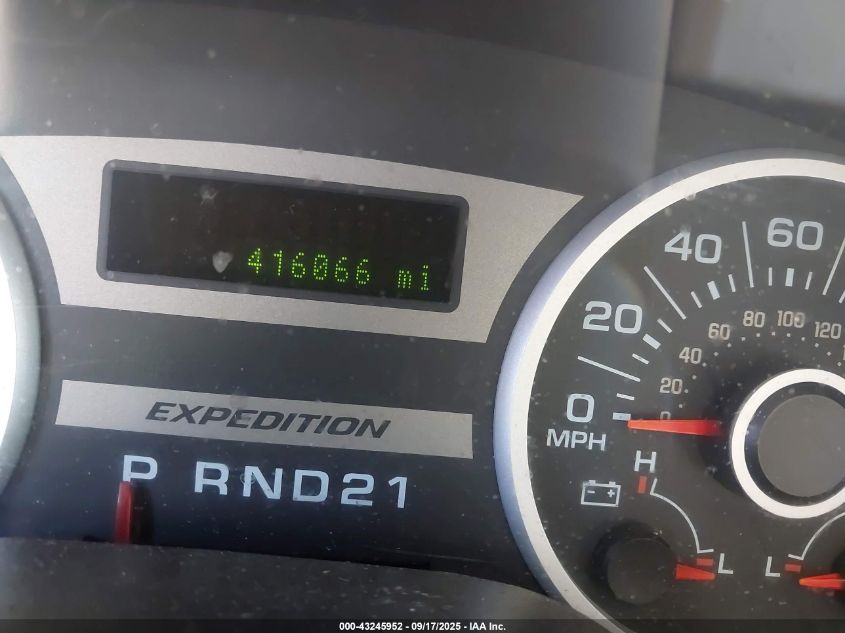 416066 mi
EXPEDITION
P RND21
0 20 40 60
MPH
0 20 40 60 80 100 120
H
L
L
000-43245952 - 09/17/2025 - IAA Inc.